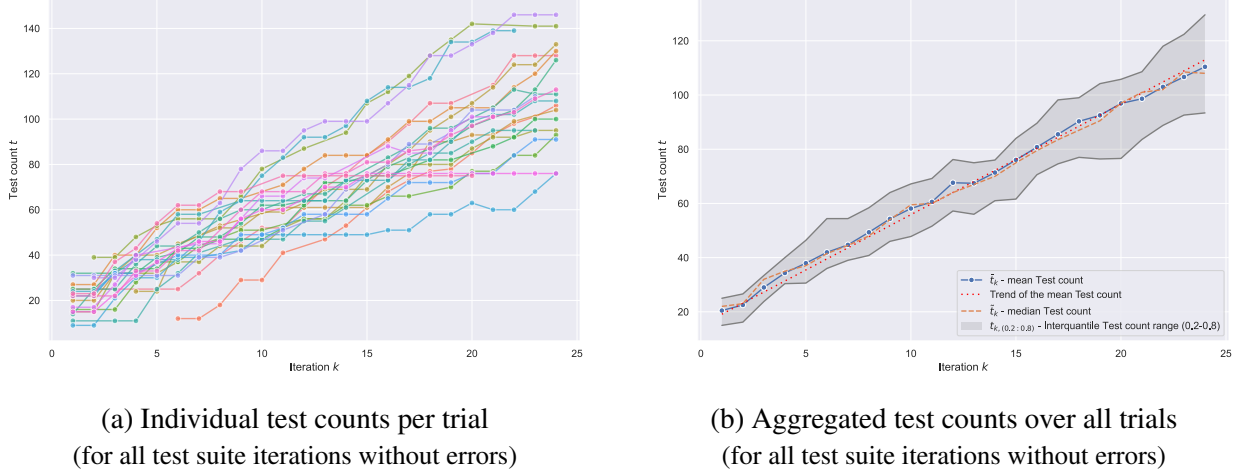 140
120
100
80
60
40
20
0
5
10
15
20
25
Test count t
Iteration k
120
100
80
60
40
20
0
5
10
15
20
25
Test count t
Iteration k
t̄ₖ - mean Test count
Trend of the mean Test count
t̃ₖ - median Test count
tₖ,₍₀.₂:₀.₈₎ - Interquantile Test count range (0.2-0.8)
(a) Individual test counts per trial
(for all test suite iterations without errors)
(b) Aggregated test counts over all trials
(for all test suite iterations without errors)